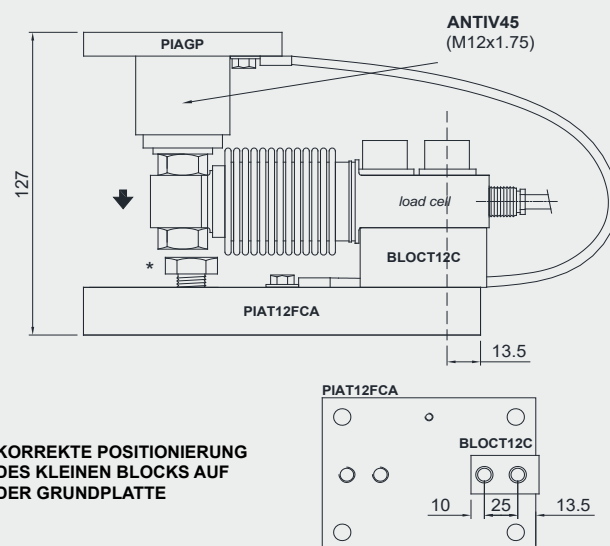 ANTIV45
(M12x1.75)
PIAGP
127
load cell
*
BLOCT12C
PIAT12FCA
13.5
PIAT12FCA
KORREKTE POSITIONIERUNG
DES KLEINEN BLOCKS AUF
DER GRUNDPLATTE
BLOCT12C
10
25
13.5